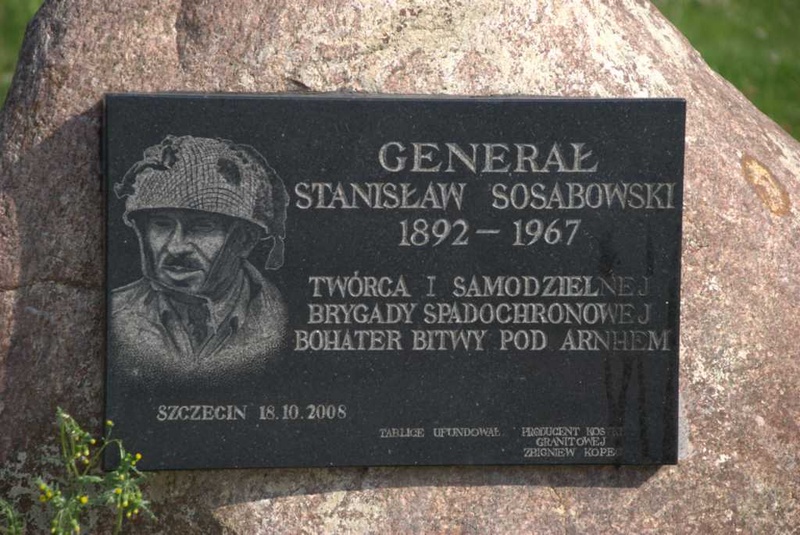 GENERAŁ
STANISŁAW SOSABOWSKI
1892 – 1967
TWÓRCA I SAMODZIELNEJ
BRYGADY SPADOCHRONOWEJ
BOHATER BITWY POD ARNHEM
SZCZECIN 18.10.2008
TABLICE UFUNDOWAŁ PRODUCENT
GRANITOWEJ
ZBIGNIEW